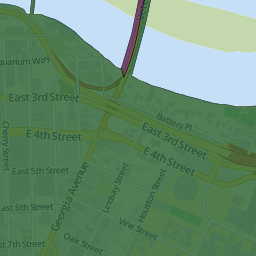 quarium Way
East 3rd Street
Battery Pl
East 3rd Street
E 4th Street
E 4th Street
Cherry Street
East 5th Street
Lindsay Street
Georgia Avenue
Houston Street
East 6th Street
Vine Street
Oak Street
East 7th Street